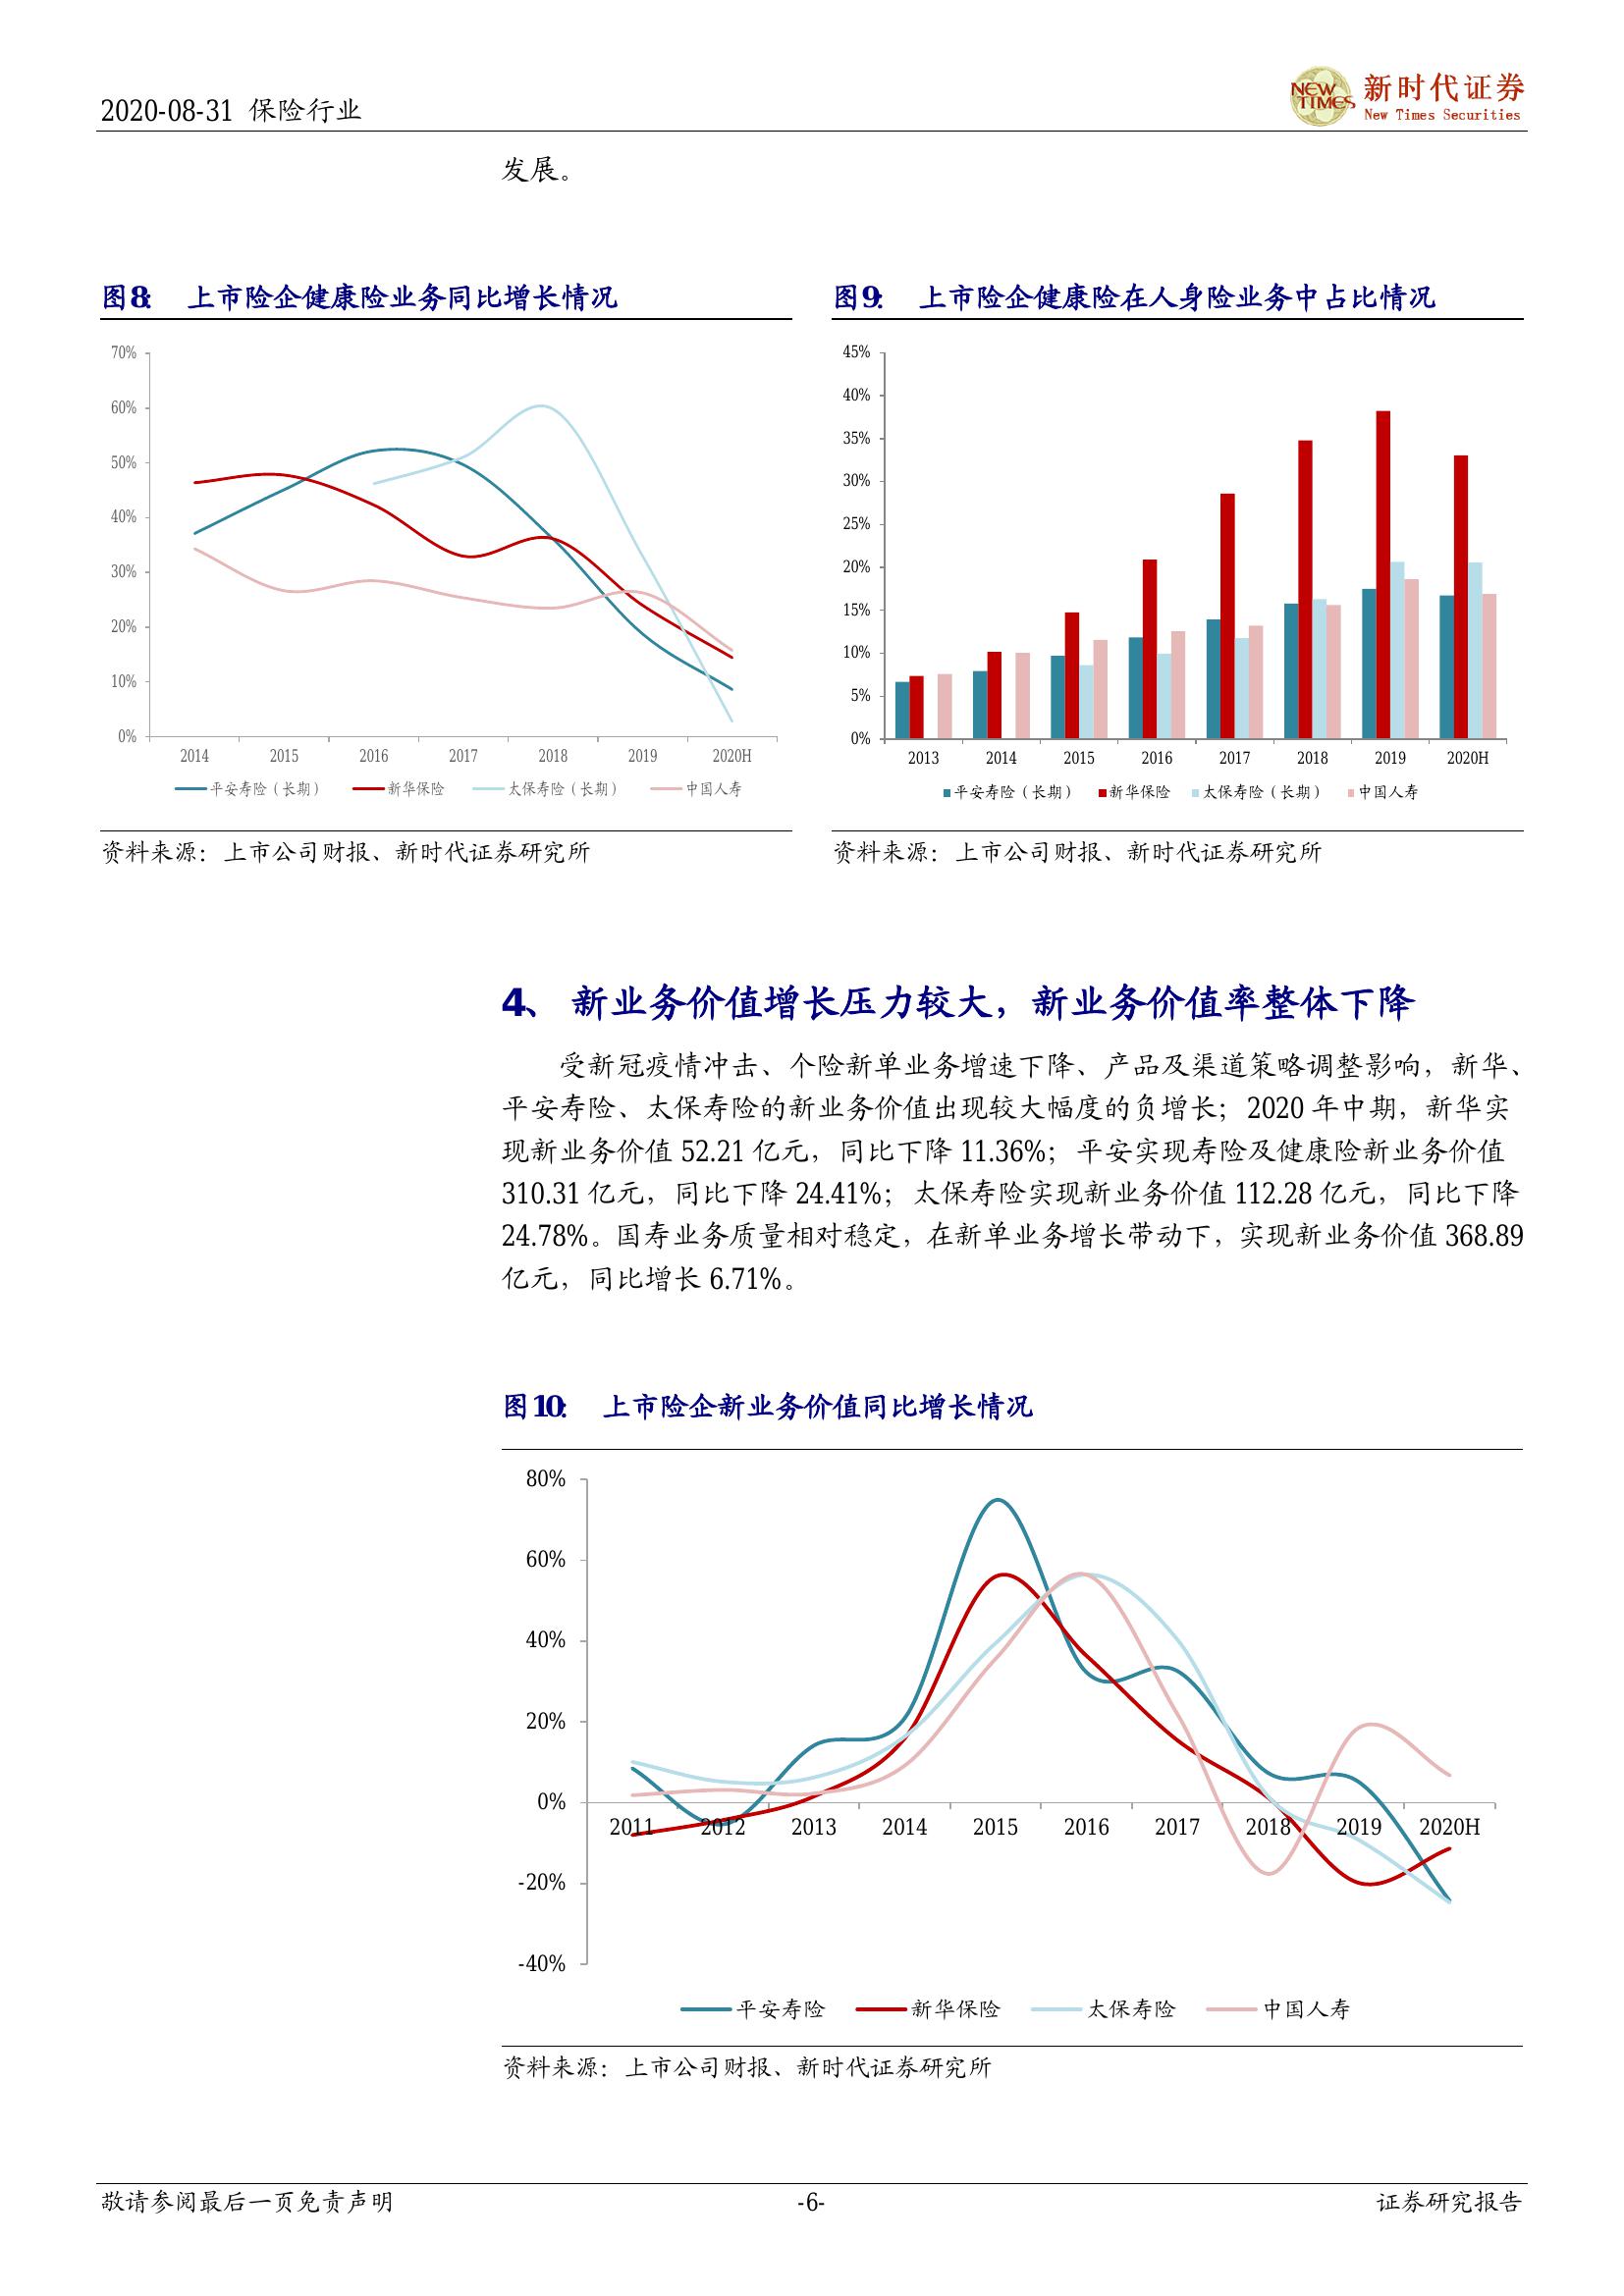 2020-08-31 保险行业
NEW TIMES 新时代证券
New Times Securities
发展。
图8: 上市险企健康险业务同比增长情况
70%
60%
50%
40%
30%
20%
10%
0%
2014 2015 2016 2017 2018 2019 2020H
平安寿险（长期） 新华保险 太保寿险（长期） 中国人寿
资料来源：上市公司财报、新时代证券研究所
图9: 上市险企健康险在人身险业务中占比情况
45%
40%
35%
30%
25%
20%
15%
10%
5%
0%
2013 2014 2015 2016 2017 2018 2019 2020H
平安寿险（长期） 新华保险 太保寿险（长期） 中国人寿
资料来源：上市公司财报、新时代证券研究所
4、 新业务价值增长压力较大，新业务价值率整体下降
受新冠疫情冲击、个险新单业务增速下降、产品及渠道策略调整影响，新华、
平安寿险、太保寿险的新业务价值出现较大幅度的负增长；2020 年中期，新华实
现新业务价值 52.21 亿元，同比下降 11.36%；平安实现寿险及健康险新业务价值
310.31 亿元，同比下降 24.41%；太保寿险实现新业务价值 112.28 亿元，同比下降
24.78%。国寿业务质量相对稳定，在新单业务增长带动下，实现新业务价值 368.89
亿元，同比增长 6.71%。
图10: 上市险企新业务价值同比增长情况
80%
60%
40%
20%
0%
-20%
-40%
2011 2012 2013 2014 2015 2016 2017 2018 2019 2020H
平安寿险 新华保险 太保寿险 中国人寿
资料来源：上市公司财报、新时代证券研究所
敬请参阅最后一页免责声明 -6- 证券研究报告